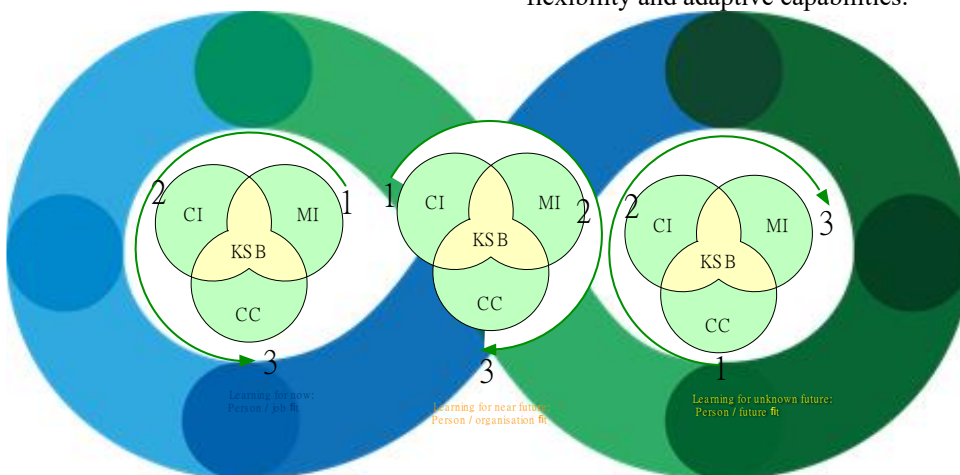 flexibility and adaptive capabilities.
2
CI
MI
1
KSB
CC
3
Learning for now:
Person / job fit
1
CI
MI
2
KSB
CC
3
Learning for near future:
Person / organisation fit
2
CI
MI
3
KSB
CC
1
Learning for unknown future:
Person / future fit